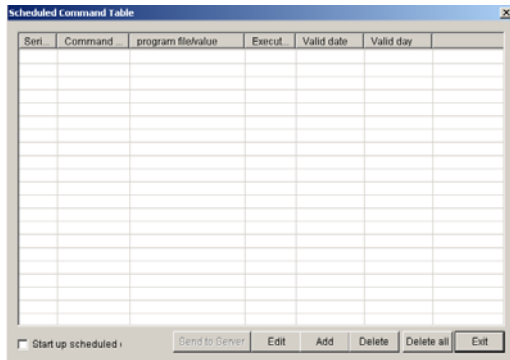 Scheduled Command Table
Seri... Command ... program file/value Execut... Valid date Valid day
Start up scheduled
Send to Server Edit Add Delete Delete all Exit